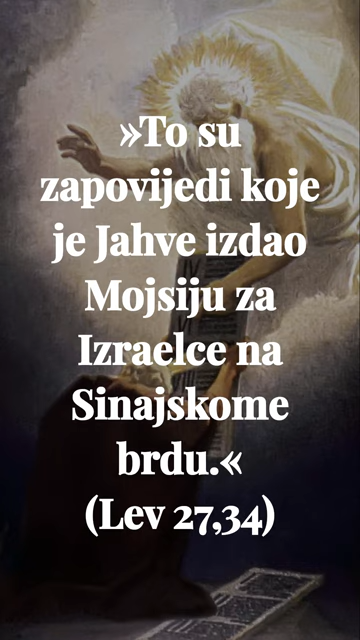 »To su
zapovijedi koje
je Jahve izdao
Mojsiju za
Izraelce na
Sinajskome
brdu.«
(Lev 27,34)